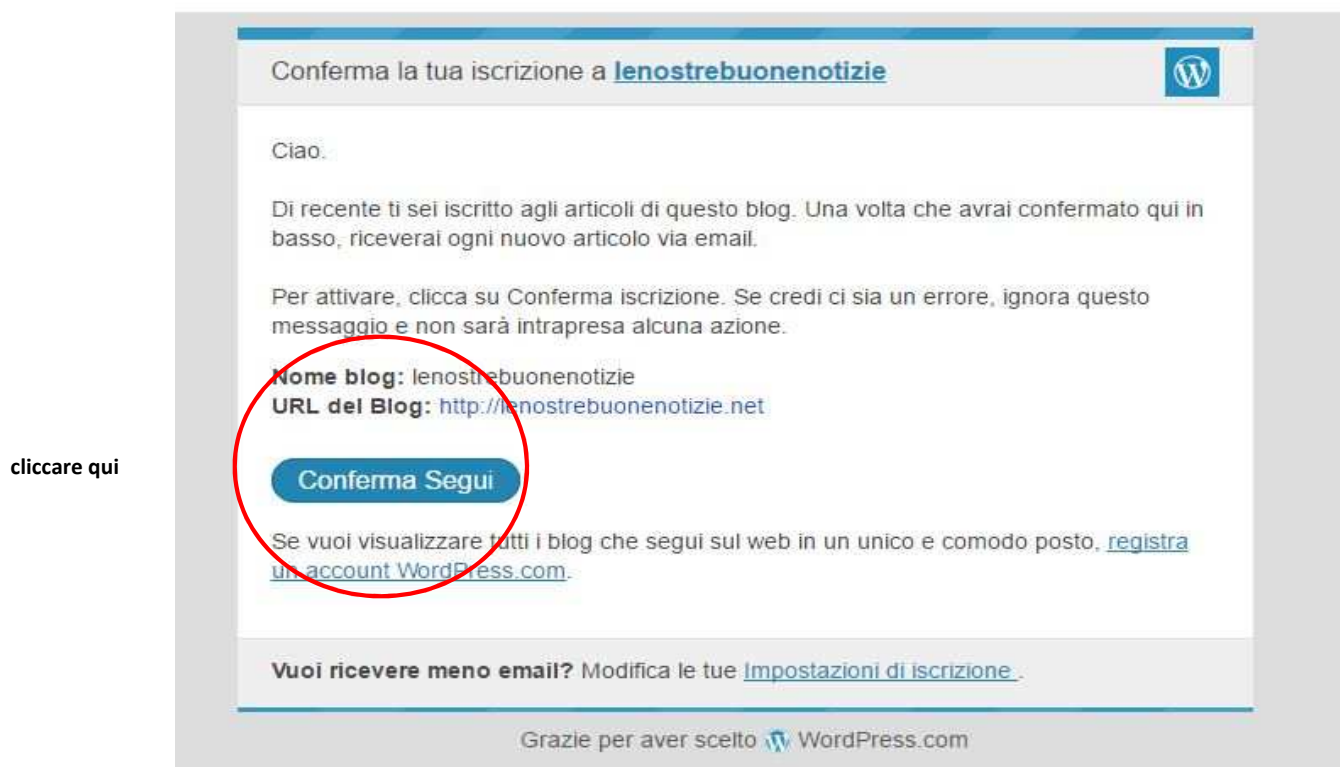 Conferma la tua iscrizione a lenostrebuonenotizie
Ciao.
Di recente ti sei iscritto agli articoli di questo blog. Una volta che avrai confermato qui in
basso, riceverai ogni nuovo articolo via email.
Per attivare, clicca su Conferma iscrizione. Se credi ci sia un errore, ignora questo
messaggio e non sarà intrapresa alcuna azione.
Nome blog: lenostrebuonenotizie
URL del Blog: http://lenostrebuonenotizie.net
cliccare qui
Conferma Segui
Se vuoi visualizzare tutti i blog che segui sul web in un unico e comodo posto, registra
un account WordPress.com.
Vuoi ricevere meno email? Modifica le tue Impostazioni di iscrizione .
Grazie per aver scelto WordPress.com